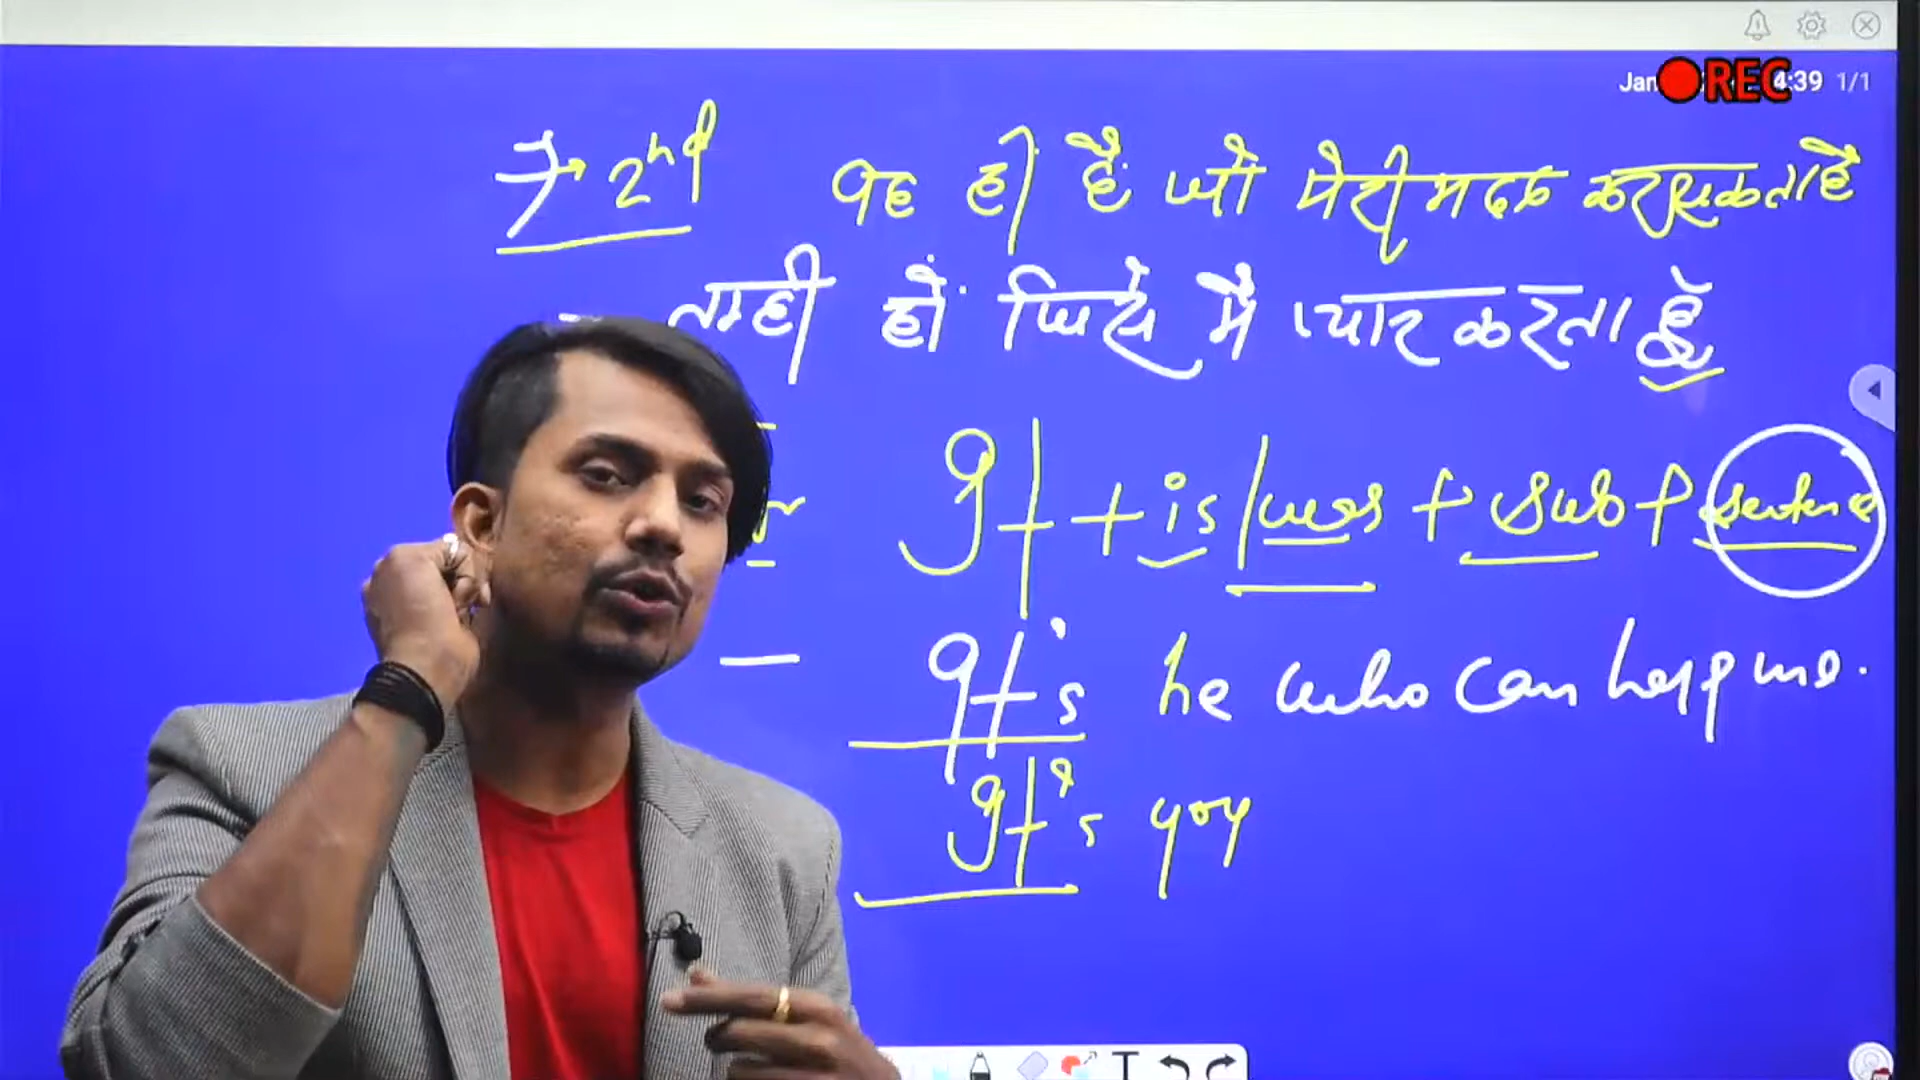 Jan 4:39 1/1
REC
→ 2nd वह ही है जो मेरी मदद कर सकता है
तुम्ही हो जिसे मैं प्यार करता हूँ
It + is/was + sub + sentence
It's he who can help me.
It's you
T